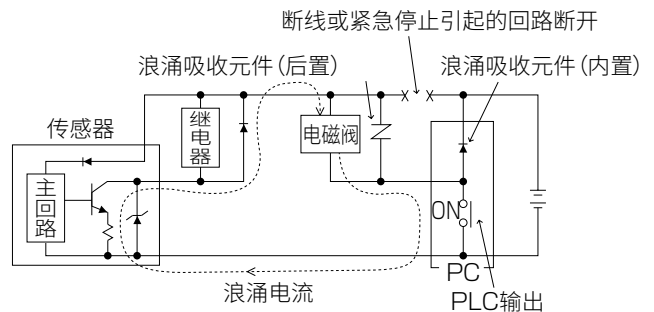 断线或紧急停止引起的回路断开
浪涌吸收元件(后置)
浪涌吸收元件(内置)
传感器
继电器
电磁阀
主回路
ON
浪涌电流
PC
PLC输出